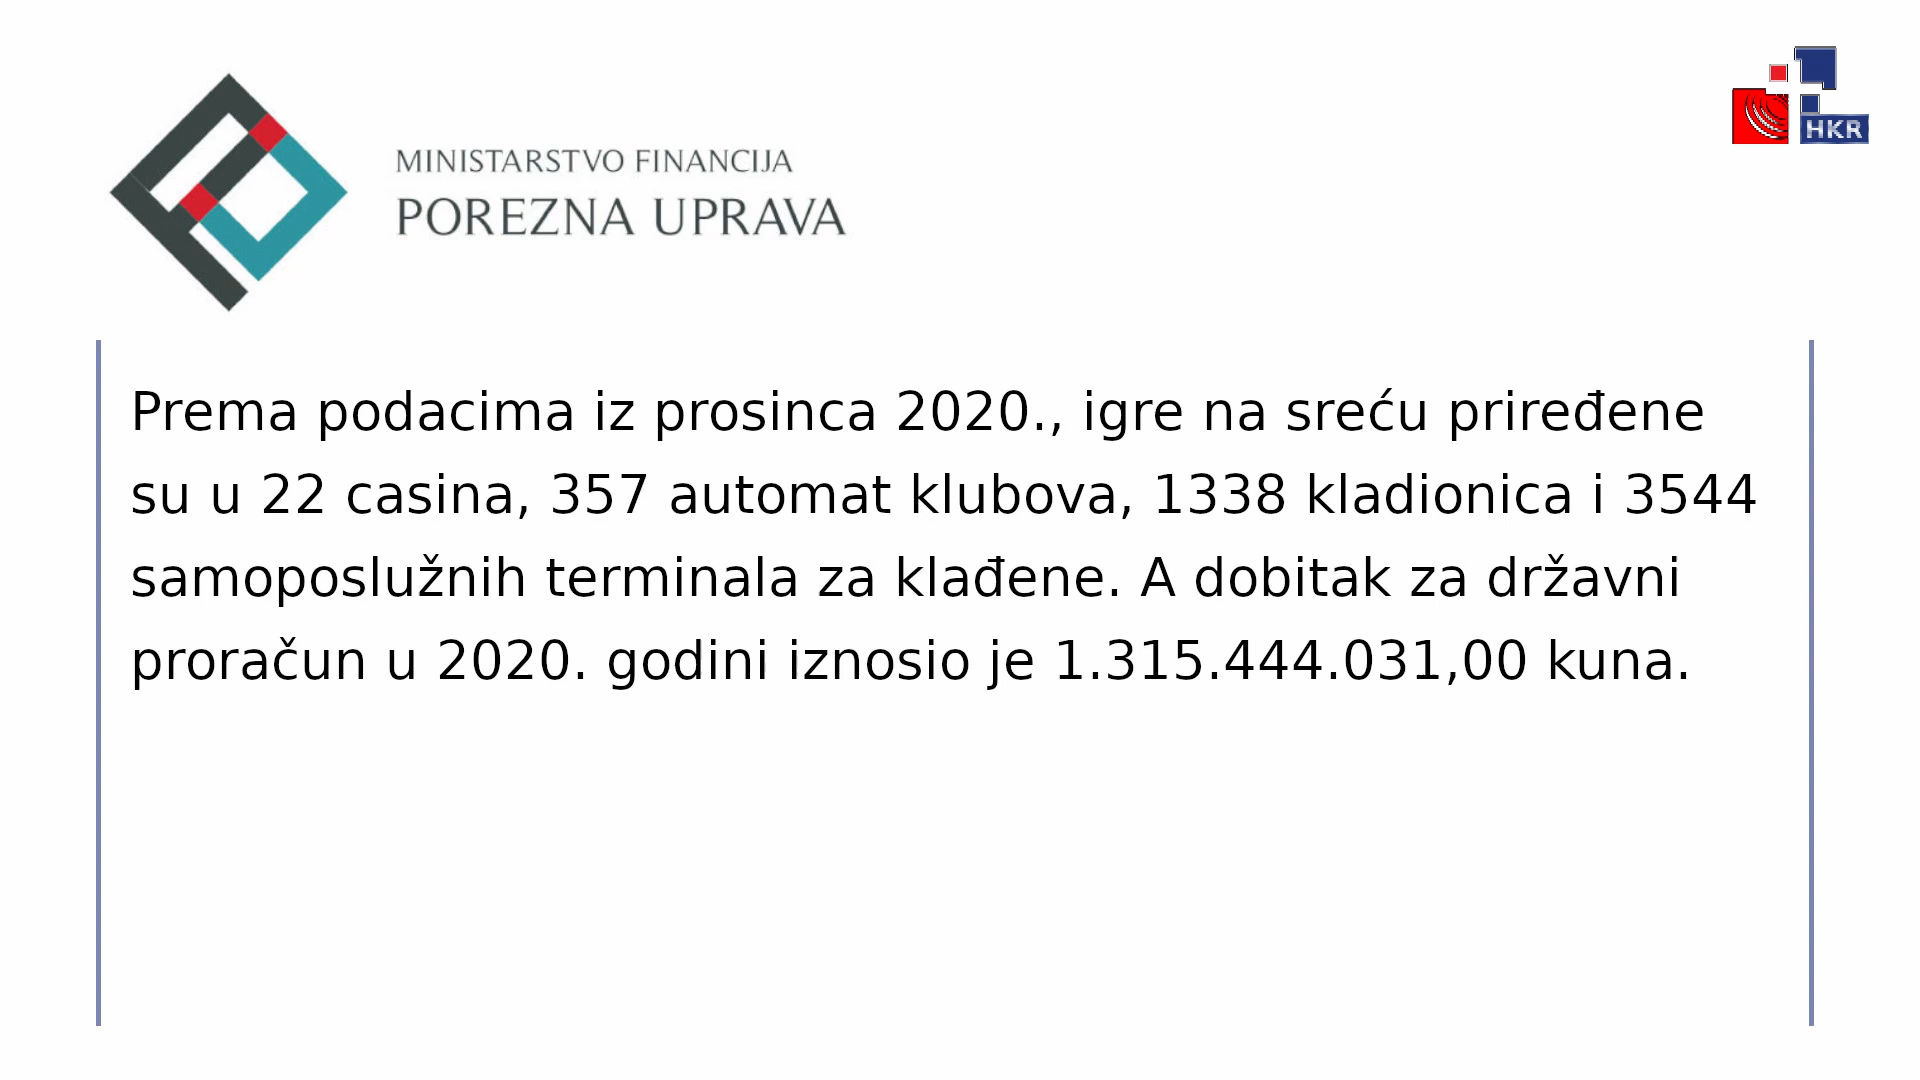 HKR
MINISTARSTVO FINANCIJA
POREZNA UPRAVA
Prema podacima iz prosinca 2020., igre na sreću priređene
su u 22 casina, 357 automat klubova, 1338 kladionica i 3544
samoposlužnih terminala za klađene. A dobitak za državni
proračun u 2020. godini iznosio je 1.315.444.031,00 kuna.